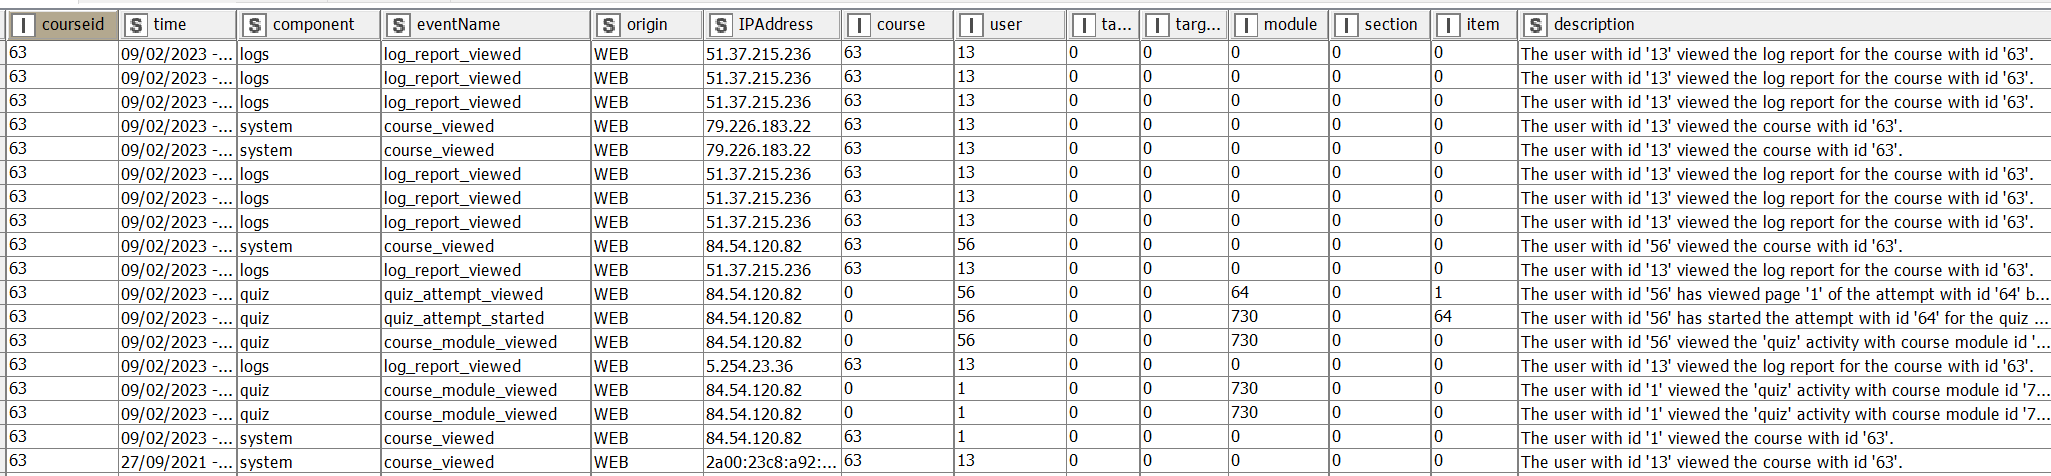 I courseid S time S component S eventName S origin S IPAddress I course I user I ta... I targ... I module I section I item S description
63 09/02/2023 -... logs log_report_viewed WEB 51.37.215.236 63 13 0 0 0 0 0 The user with id '13' viewed the log report for the course with id '63'.
63 09/02/2023 -... logs log_report_viewed WEB 51.37.215.236 63 13 0 0 0 0 0 The user with id '13' viewed the log report for the course with id '63'.
63 09/02/2023 -... logs log_report_viewed WEB 51.37.215.236 63 13 0 0 0 0 0 The user with id '13' viewed the log report for the course with id '63'.
63 09/02/2023 -... system course_viewed WEB 79.226.183.22 63 13 0 0 0 0 0 The user with id '13' viewed the course with id '63'.
63 09/02/2023 -... system course_viewed WEB 79.226.183.22 63 13 0 0 0 0 0 The user with id '13' viewed the course with id '63'.
63 09/02/2023 -... logs log_report_viewed WEB 51.37.215.236 63 13 0 0 0 0 0 The user with id '13' viewed the log report for the course with id '63'.
63 09/02/2023 -... logs log_report_viewed WEB 51.37.215.236 63 13 0 0 0 0 0 The user with id '13' viewed the log report for the course with id '63'.
63 09/02/2023 -... logs log_report_viewed WEB 51.37.215.236 63 13 0 0 0 0 0 The user with id '13' viewed the log report for the course with id '63'.
63 09/02/2023 -... system course_viewed WEB 84.54.120.82 63 56 0 0 0 0 0 The user with id '56' viewed the course with id '63'.
63 09/02/2023 -... logs log_report_viewed WEB 51.37.215.236 63 13 0 0 0 0 0 The user with id '13' viewed the log report for the course with id '63'.
63 09/02/2023 -... quiz quiz_attempt_viewed WEB 84.54.120.82 0 56 0 0 64 0 1 The user with id '56' has viewed page '1' of the attempt with id '64' b...
63 09/02/2023 -... quiz quiz_attempt_started WEB 84.54.120.82 0 56 0 0 730 0 64 The user with id '56' has started the attempt with id '64' for the quiz ...
63 09/02/2023 -... quiz course_module_viewed WEB 84.54.120.82 0 56 0 0 730 0 0 The user with id '56' viewed the 'quiz' activity with course module id '...
63 09/02/2023 -... logs log_report_viewed WEB 5.254.23.36 63 13 0 0 0 0 0 The user with id '13' viewed the log report for the course with id '63'.
63 09/02/2023 -... quiz course_module_viewed WEB 84.54.120.82 0 1 0 0 730 0 0 The user with id '1' viewed the 'quiz' activity with course module id '7...
63 09/02/2023 -... quiz course_module_viewed WEB 84.54.120.82 0 1 0 0 730 0 0 The user with id '1' viewed the 'quiz' activity with course module id '7...
63 09/02/2023 -... system course_viewed WEB 84.54.120.82 63 1 0 0 0 0 0 The user with id '1' viewed the course with id '63'.
63 27/09/2021 -... system course_viewed WEB 2a00:23c8:a92:... 63 13 0 0 0 0 0 The user with id '13' viewed the course with id '63'.